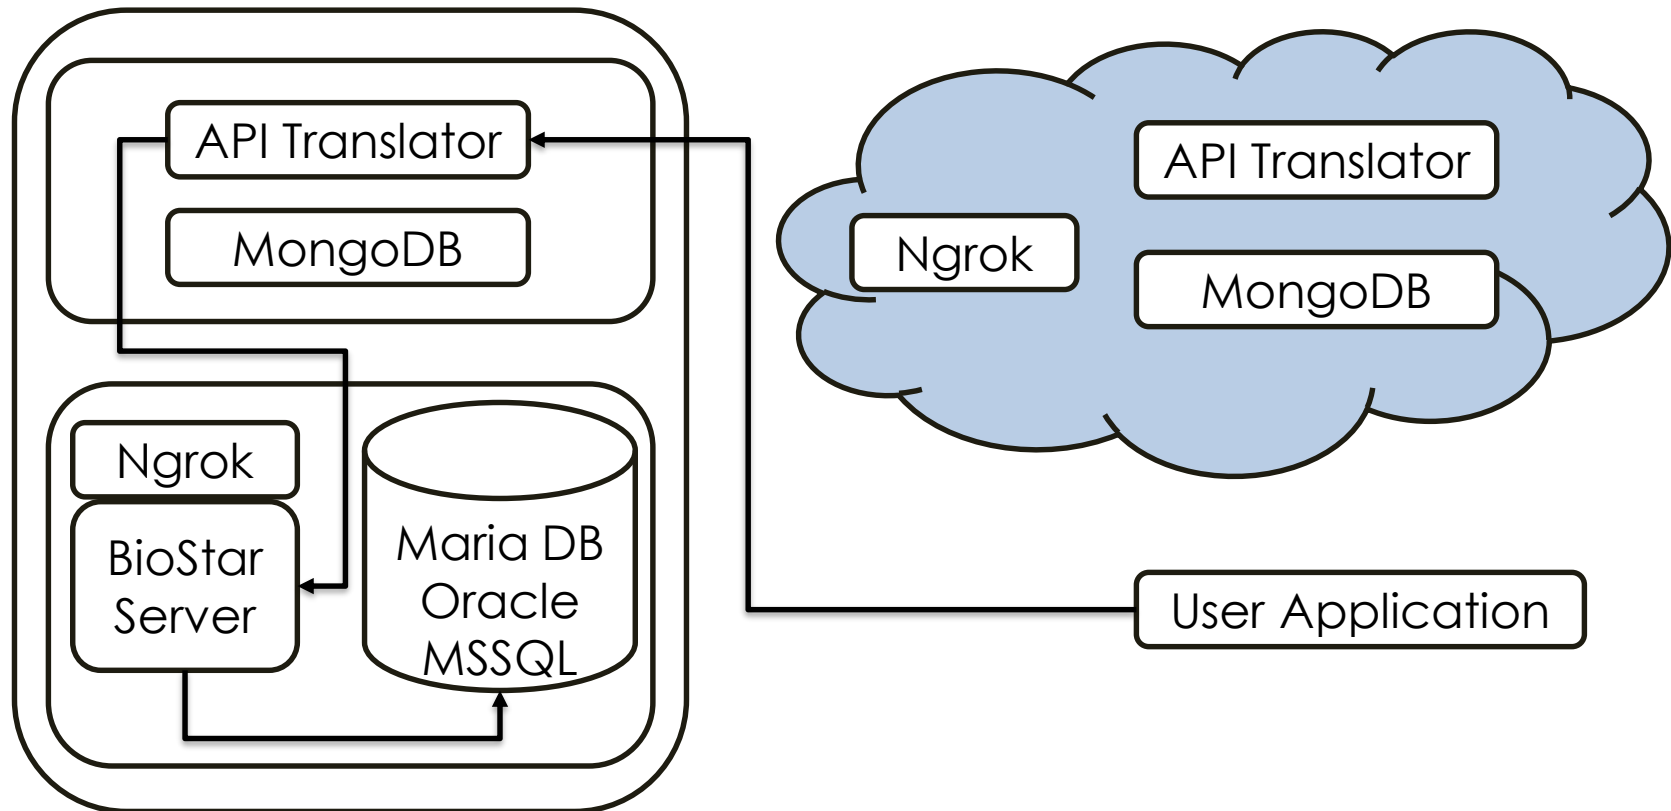 API Translator
MongoDB
Ngrok
BioStar
Server
Maria DB
Oracle
MSSQL
API Translator
Ngrok
MongoDB
User Application